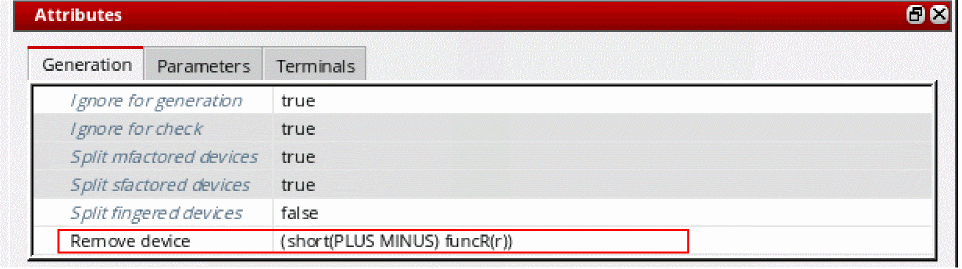 Attributes
Generation Parameters Terminals
Ignore for generation true
Ignore for check true
Split mfactored devices true
Split sfactored devices true
Split fingered devices false
Remove device (short(PLUS MINUS) funcR(r))